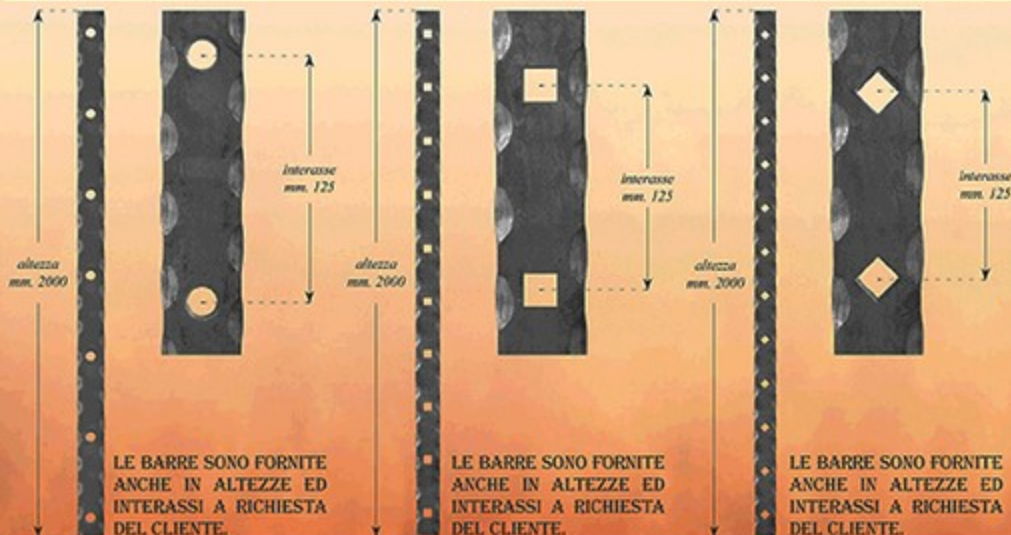 interasse
mm. 125
altezza
mm. 2000
LE BARRE SONO FORNITE
ANCHE IN ALTEZZE ED
INTERASSI A RICHIESTA
DEL CLIENTE.
interasse
mm. 125
altezza
mm. 2000
LE BARRE SONO FORNITE
ANCHE IN ALTEZZE ED
INTERASSI A RICHIESTA
DEL CLIENTE.
interasse
mm. 125
altezza
mm. 2000
LE BARRE SONO FORNITE
ANCHE IN ALTEZZE ED
INTERASSI A RICHIESTA
DEL CLIENTE.